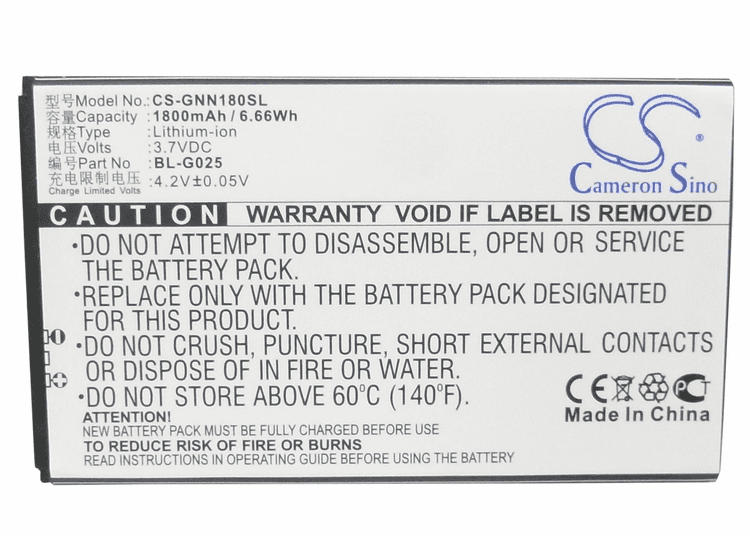 型号Model No.: CS-GNN180SL
容量Capacity: 1800mAh / 6.66Wh
规格Type: Lithium-ion
电压Volts: 3.7VDC
品号Part No: BL-G025
充电限制电压: 4.2V±0.05V
Charge Limited Volts
CS
Cameron Sino
CAUTION WARRANTY VOID IF LABEL IS REMOVED
•DO NOT ATTEMPT TO DISASSEMBLE, OPEN OR SERVICE
THE BATTERY PACK.
•REPLACE ONLY WITH THE BATTERY PACK DESIGNATED
FOR THIS PRODUCT
•DO NOT CRUSH, PUNCTURE, SHORT EXTERNAL CONTACTS
OR DISPOSE OF IN FIRE OR WATER.
•DO NOT STORE ABOVE 60°C (140°F).
CE PCT
Made In China
ATTENTION!
NEW BATTERY PACK MUST BE FULLY CHARGED BEFORE USING
TO REDUCE RISK OF FIRE OR BURNS
READ INSTRUCTIONS AND OPERATING GUIDE BEFORE USING THE BATTERY